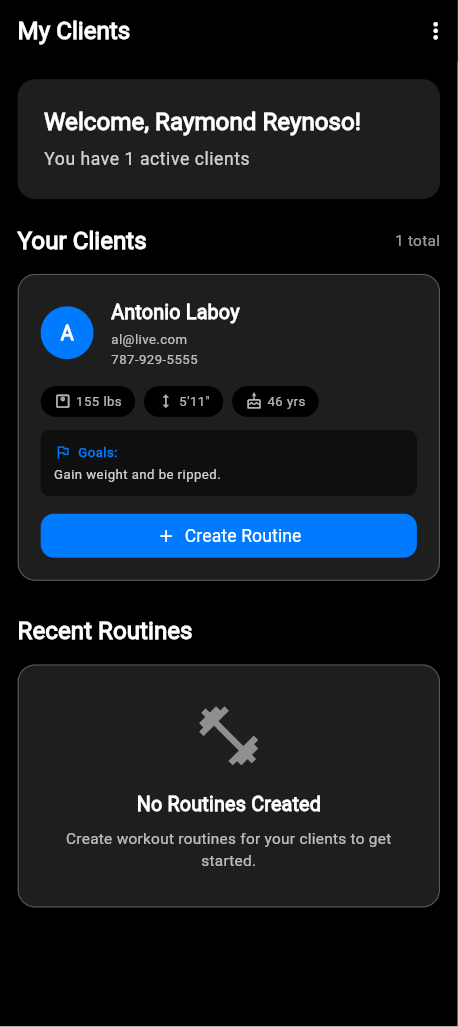 My Clients
Welcome, Raymond Reynoso!
You have 1 active clients
Your Clients
1 total
A
Antonio Laboy
al@live.com
787-929-5555
155 lbs
5'11"
46 yrs
Goals:
Gain weight and be ripped.
+ Create Routine
Recent Routines
No Routines Created
Create workout routines for your clients to get
started.